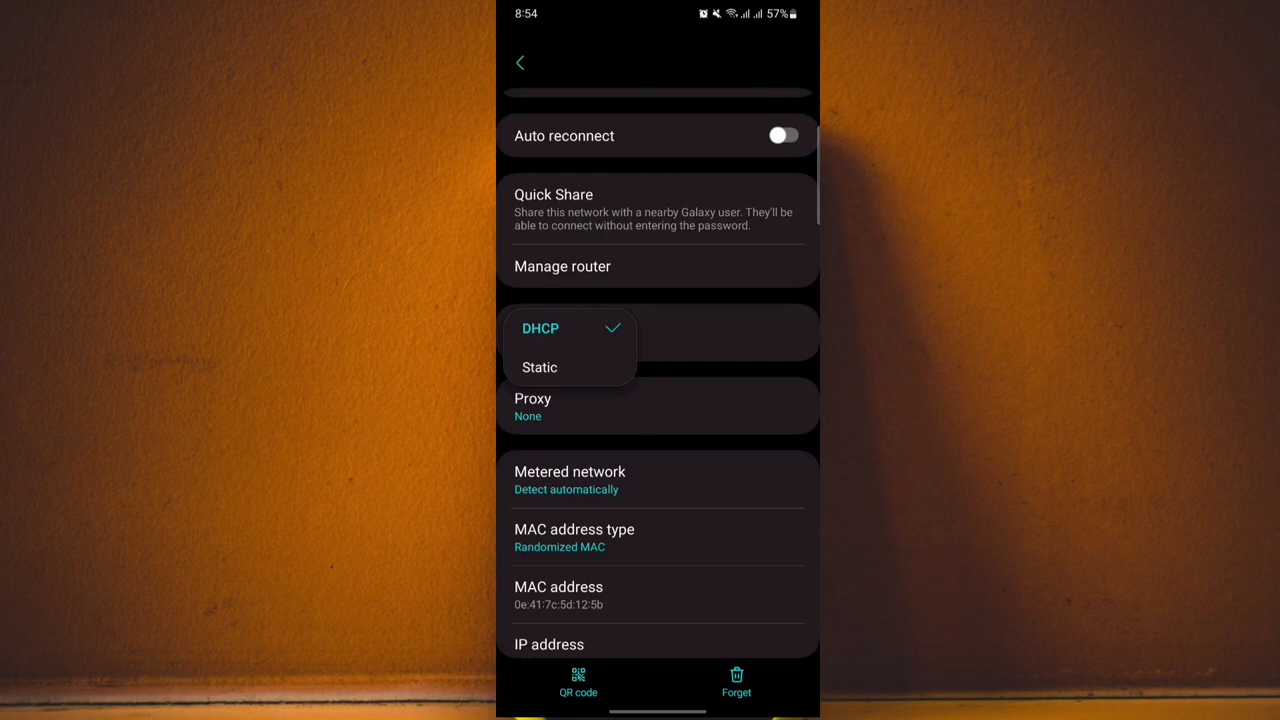 8:54
57%
Auto reconnect
Quick Share
Share this network with a nearby Galaxy user. They'll be
able to connect without entering the password.
Manage router
DHCP
Static
Proxy
None
Metered network
Detect automatically
MAC address type
Randomized MAC
MAC address
0e:41:7c:5d:12:5b
IP address
QR code
Forget